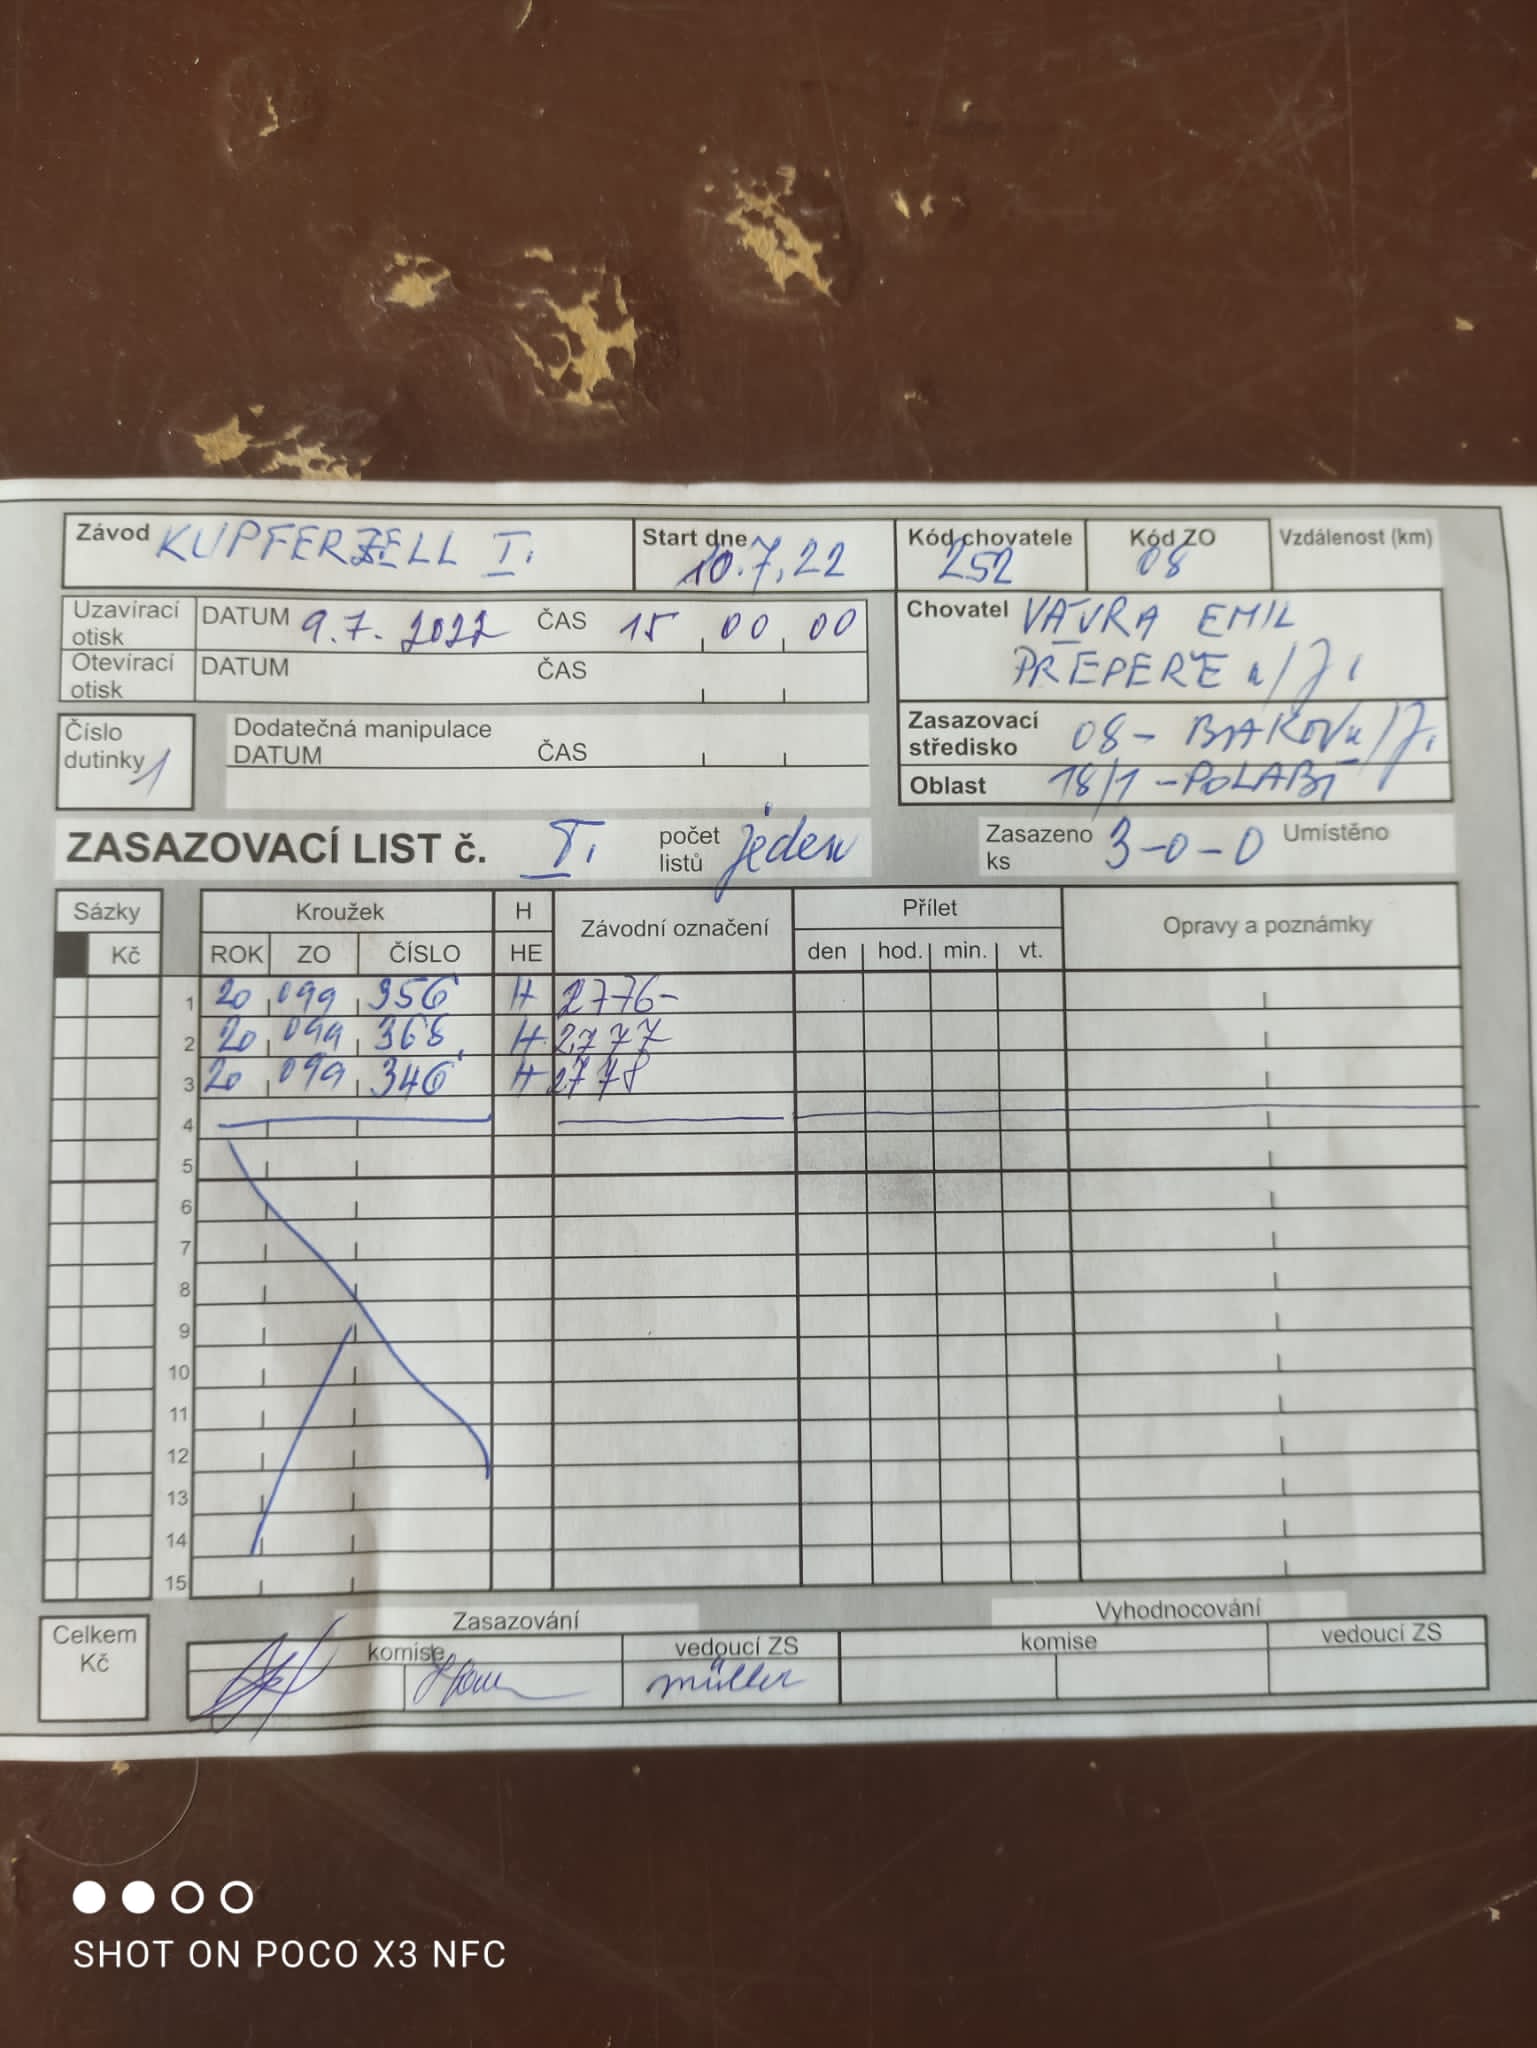 Závod KUPFERZELL I. Start dne 10.7.22 Kód chovatele 252 Kód ZO 08 Vzdálenost (km)
Uzavírací otisk DATUM 9.7.2022 ČAS 15 00 00
Otevírací otisk DATUM ČAS
Chovatel VÁVRA EMIL
PŘEPEŘE n/J.
Číslo dutinky 1
Dodatečná manipulace
DATUM ČAS
Zasazovací středisko 08- BAKOV n/J.
Oblast 18/1 -POLABÍ
ZASAZOVACÍ LIST č. I. počet listů jeden Zasazeno ks 3-0-0 Umístěno
Sázky Kroužek H Závodní označení Přílet Opravy a poznámky
Kč ROK ZO ČÍSLO HE den hod. min. vt.
1 20 099 356 H 2776-
2 20 099 368 H 2777
3 20 099 346 H 2778
4
5
6
7
8
9
10
11
12
13
14
15
Celkem Kč
Zasazování Vyhodnocování
komise vedoucí ZS komise vedoucí ZS
müller
SHOT ON POCO X3 NFC